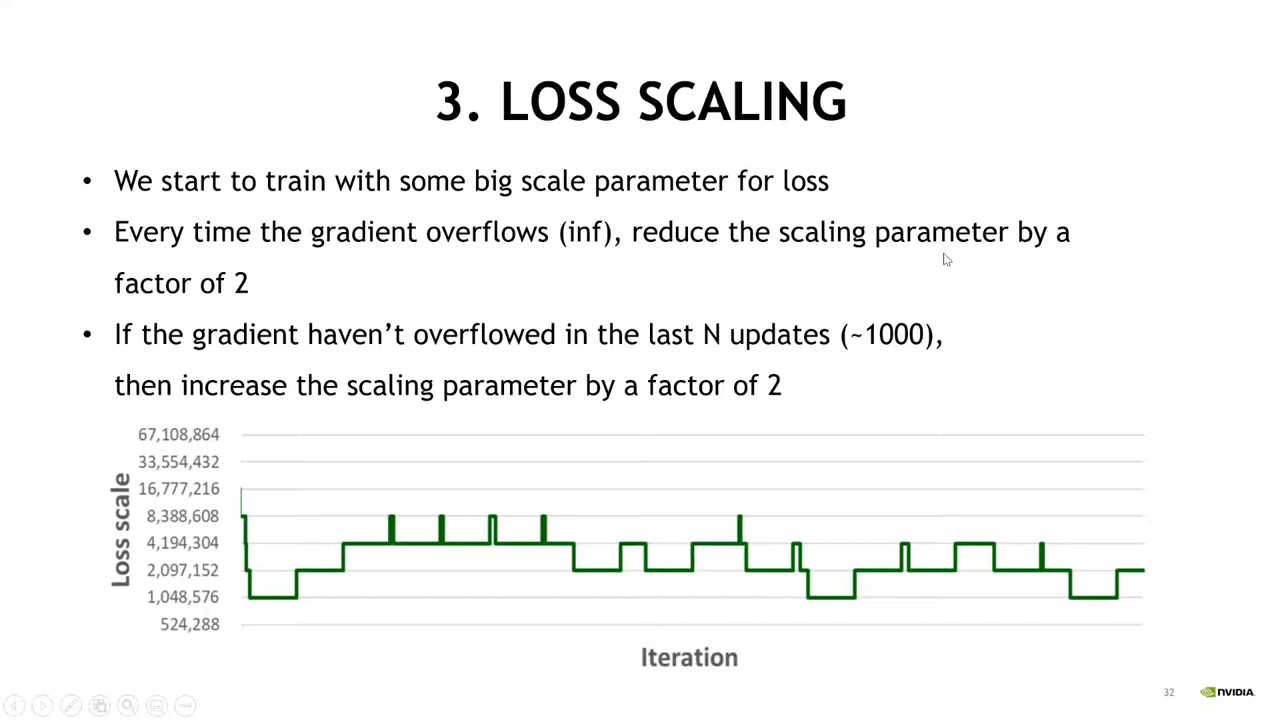 3. LOSS SCALING
• We start to train with some big scale parameter for loss
• Every time the gradient overflows (inf), reduce the scaling parameter by a
factor of 2
• If the gradient haven't overflowed in the last N updates (~1000),
then increase the scaling parameter by a factor of 2
Loss scale
67,108,864
33,554,432
16,777,216
8,388,608
4,194,304
2,097,152
1,048,576
524,288
Iteration
32
NVIDIA.